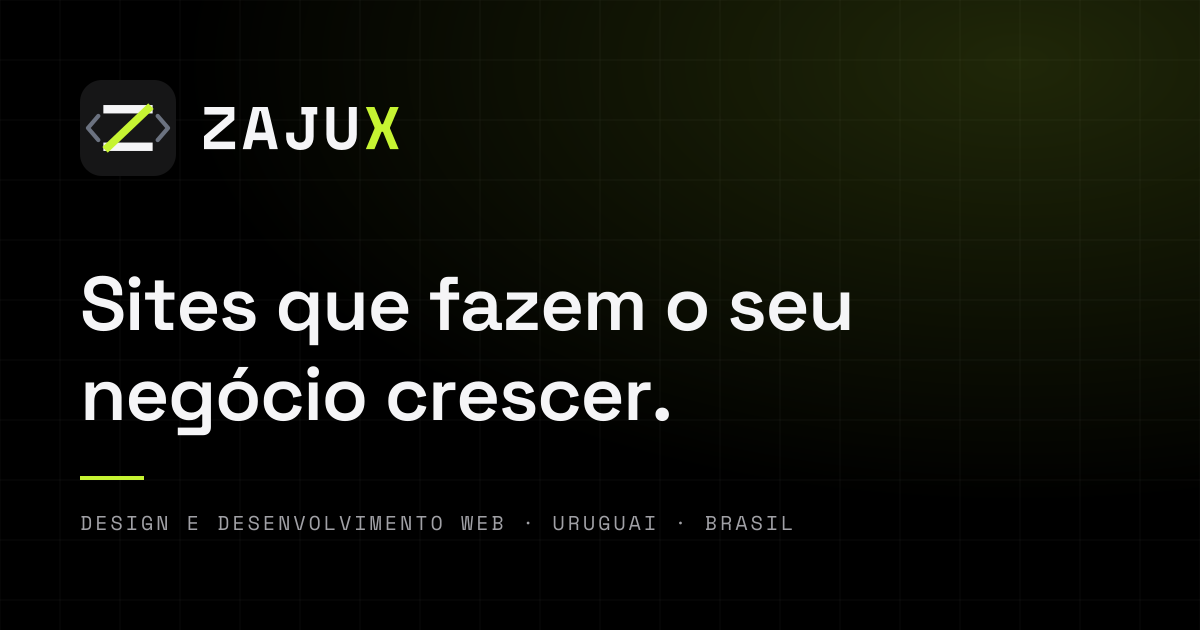 ZAJUX
Sites que fazem o seu
negócio crescer.
DESIGN E DESENVOLVIMENTO WEB · URUGUAI · BRASIL